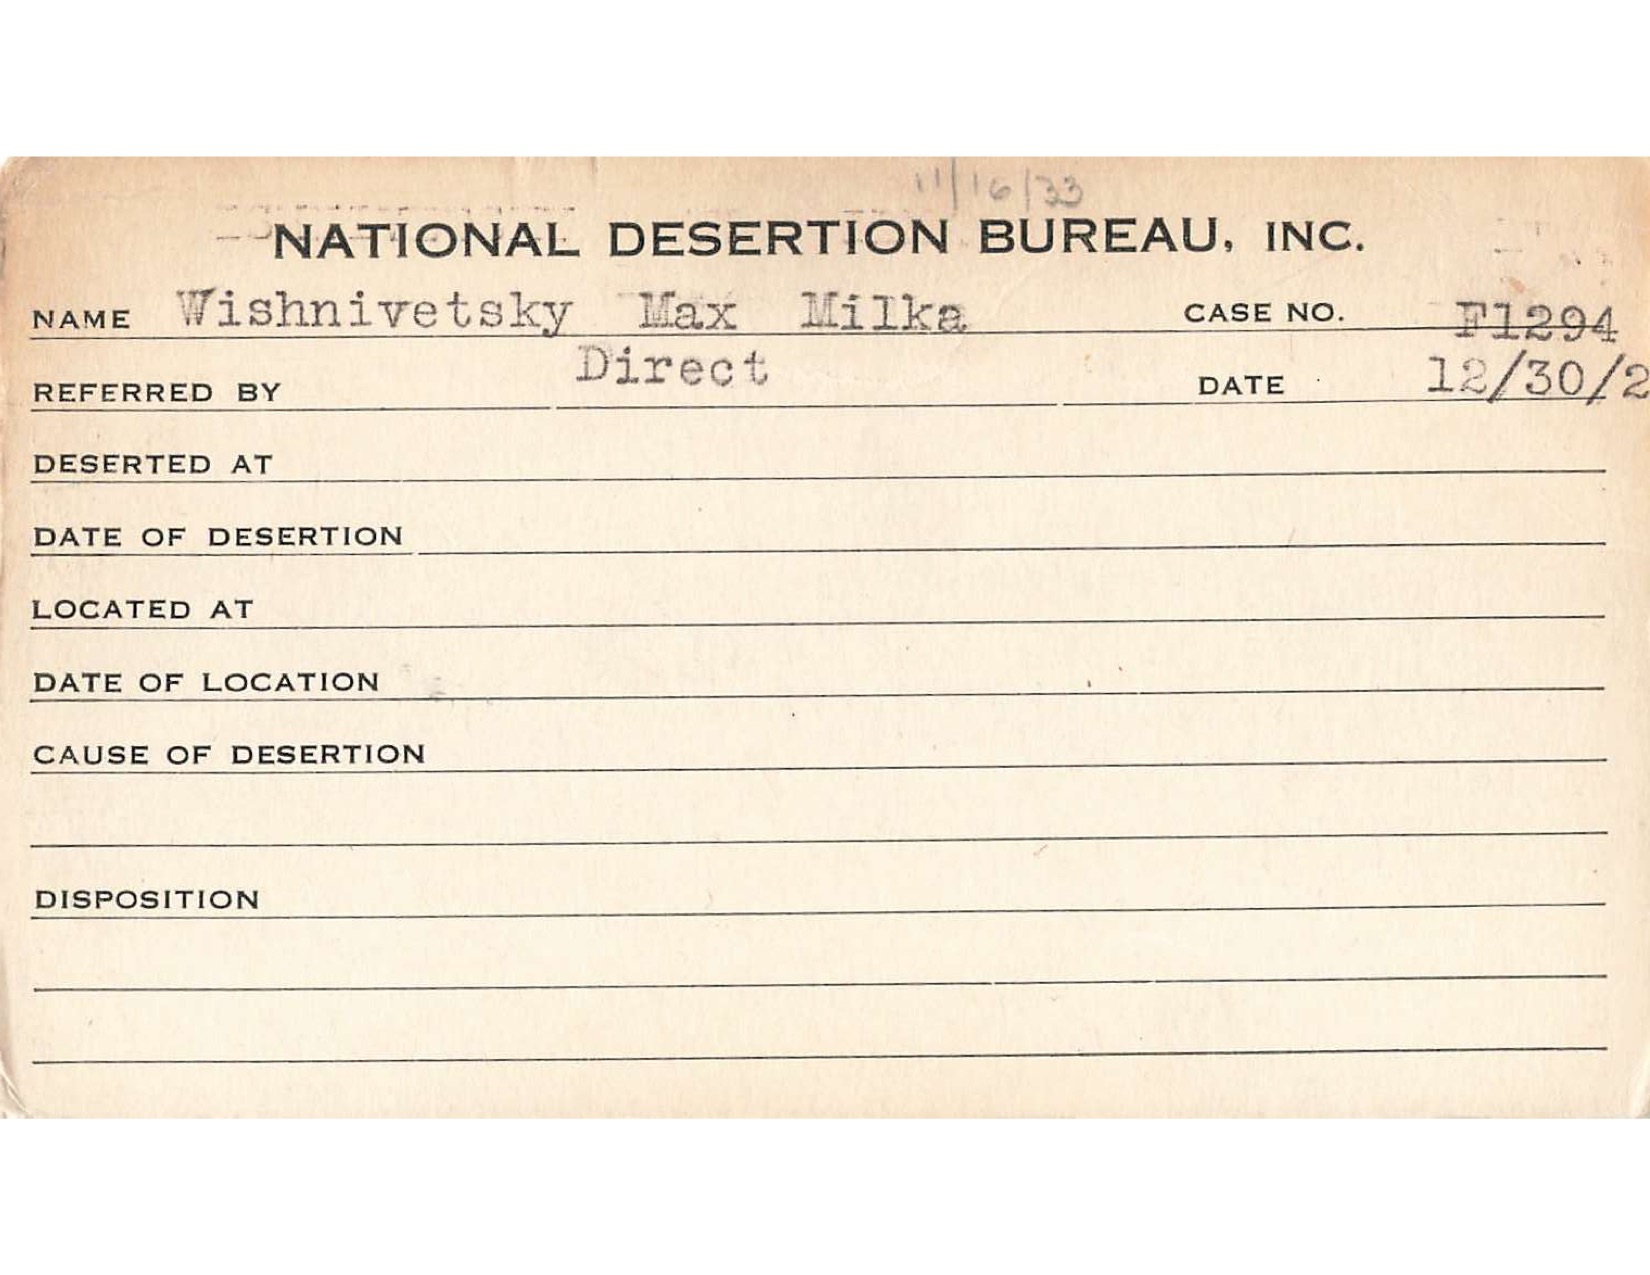 11/16/33
NATIONAL DESERTION BUREAU, INC.
NAME Wishnivetsky Max Milka CASE NO. F1294
REFERRED BY Direct DATE 12/30/2
DESERTED AT
DATE OF DESERTION
LOCATED AT
DATE OF LOCATION
CAUSE OF DESERTION
DISPOSITION